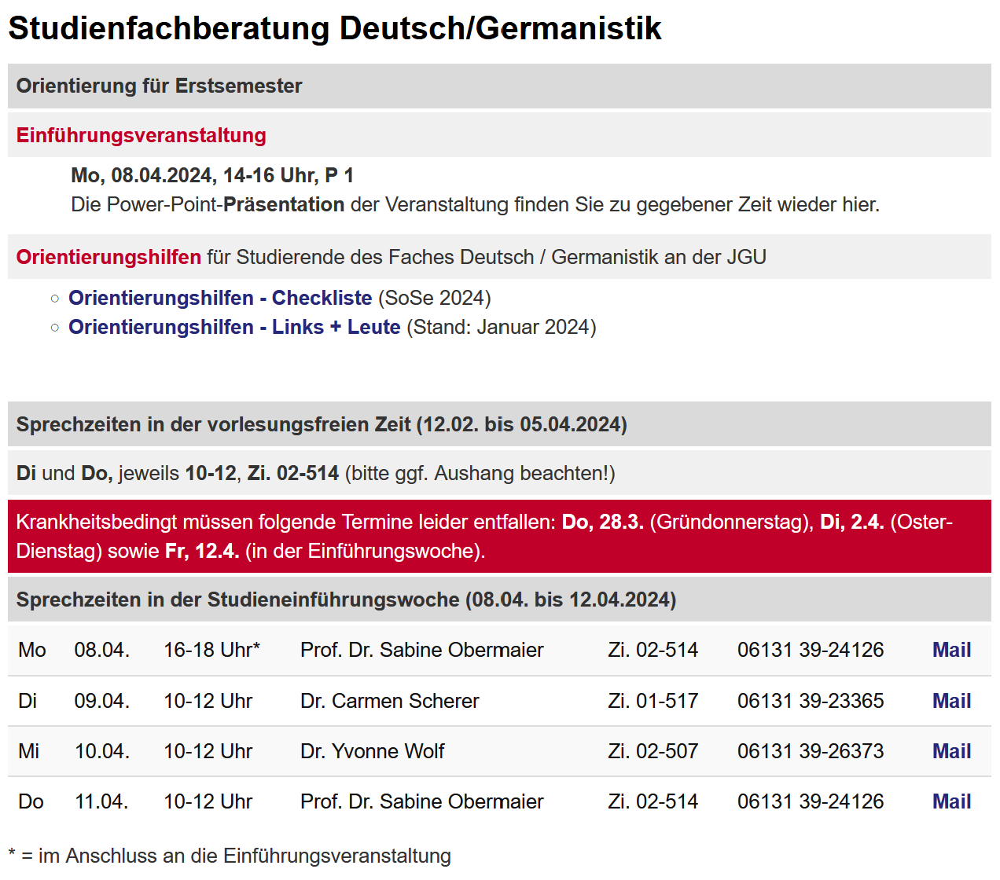 Studienfachberatung Deutsch/Germanistik
Orientierung für Erstsemester
Einführungsveranstaltung
Mo, 08.04.2024, 14-16 Uhr, P 1
Die Power-Point-Präsentation der Veranstaltung finden Sie zu gegebener Zeit wieder hier.
Orientierungshilfen für Studierende des Faches Deutsch / Germanistik an der JGU
○ Orientierungshilfen - Checkliste (SoSe 2024)
○ Orientierungshilfen - Links + Leute (Stand: Januar 2024)
Sprechzeiten in der vorlesungsfreien Zeit (12.02. bis 05.04.2024)
Di und Do, jeweils 10-12, Zi. 02-514 (bitte ggf. Aushang beachten!)
Krankheitsbedingt müssen folgende Termine leider entfallen: Do, 28.3. (Gründonnerstag), Di, 2.4. (Oster-
Dienstag) sowie Fr, 12.4. (in der Einführungswoche).
Sprechzeiten in der Studieneinführungswoche (08.04. bis 12.04.2024)
Mo 08.04. 16-18 Uhr* Prof. Dr. Sabine Obermaier Zi. 02-514 06131 39-24126 Mail
Di 09.04. 10-12 Uhr Dr. Carmen Scherer Zi. 01-517 06131 39-23365 Mail
Mi 10.04. 10-12 Uhr Dr. Yvonne Wolf Zi. 02-507 06131 39-26373 Mail
Do 11.04. 10-12 Uhr Prof. Dr. Sabine Obermaier Zi. 02-514 06131 39-24126 Mail
* = im Anschluss an die Einführungsveranstaltung